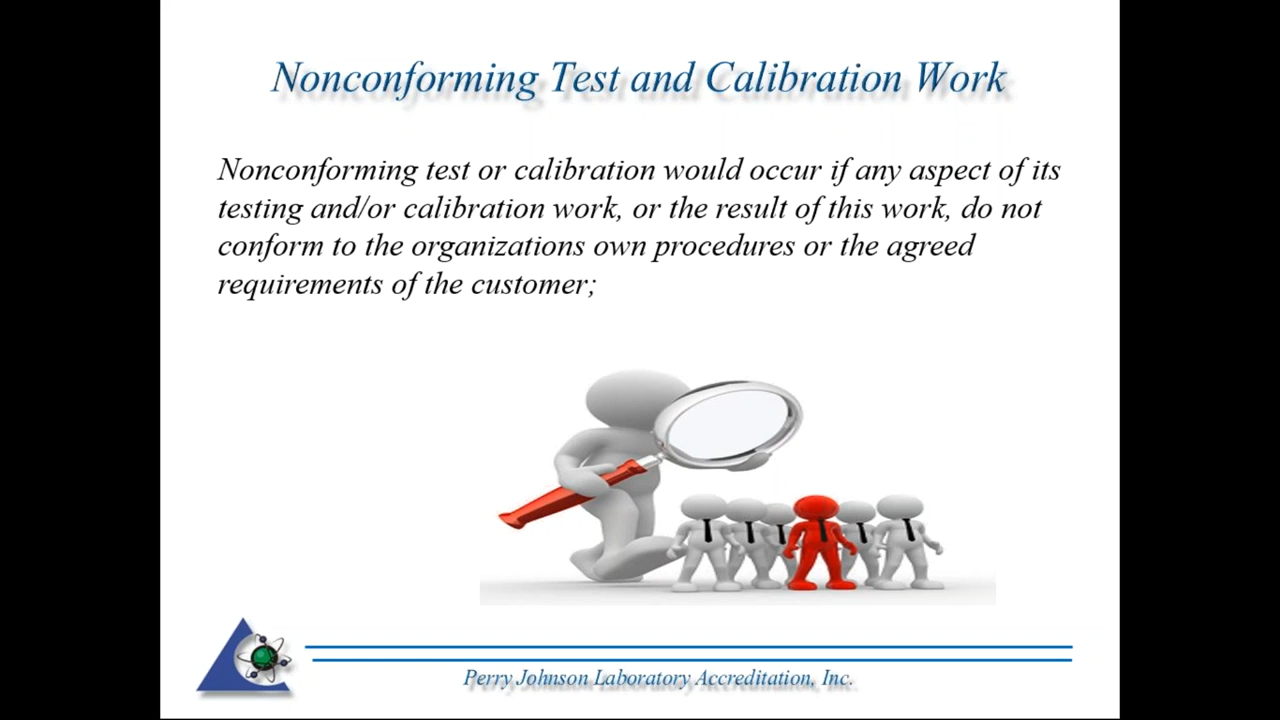 Nonconforming Test and Calibration Work
Nonconforming test or calibration would occur if any aspect of its
testing and/or calibration work, or the result of this work, do not
conform to the organizations own procedures or the agreed
requirements of the customer;
Perry Johnson Laboratory Accreditation, Inc.